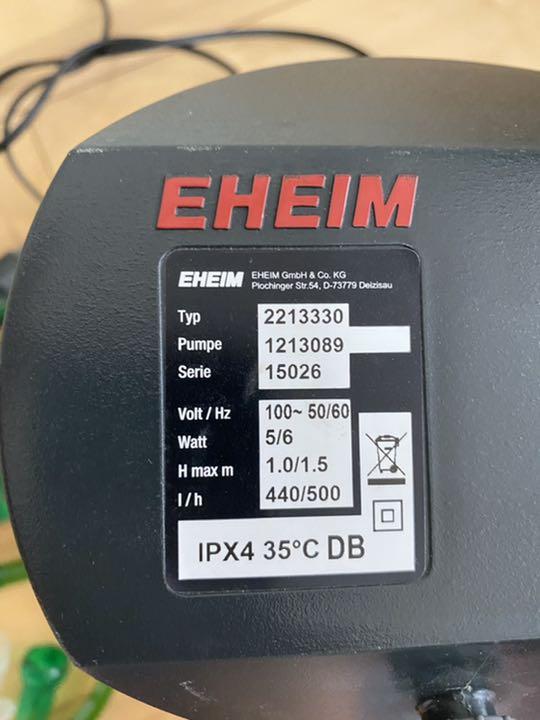 EHEIM
EHEIM EHEIM GmbH & Co. KG
Plochinger Str.54, D-73779 Deizisau
Typ 2213330
Pumpe 1213089
Serie 15026
Volt / Hz 100~ 50/60
Watt 5/6
H max m 1.0/1.5
l / h 440/500
IPX4 35°C DB